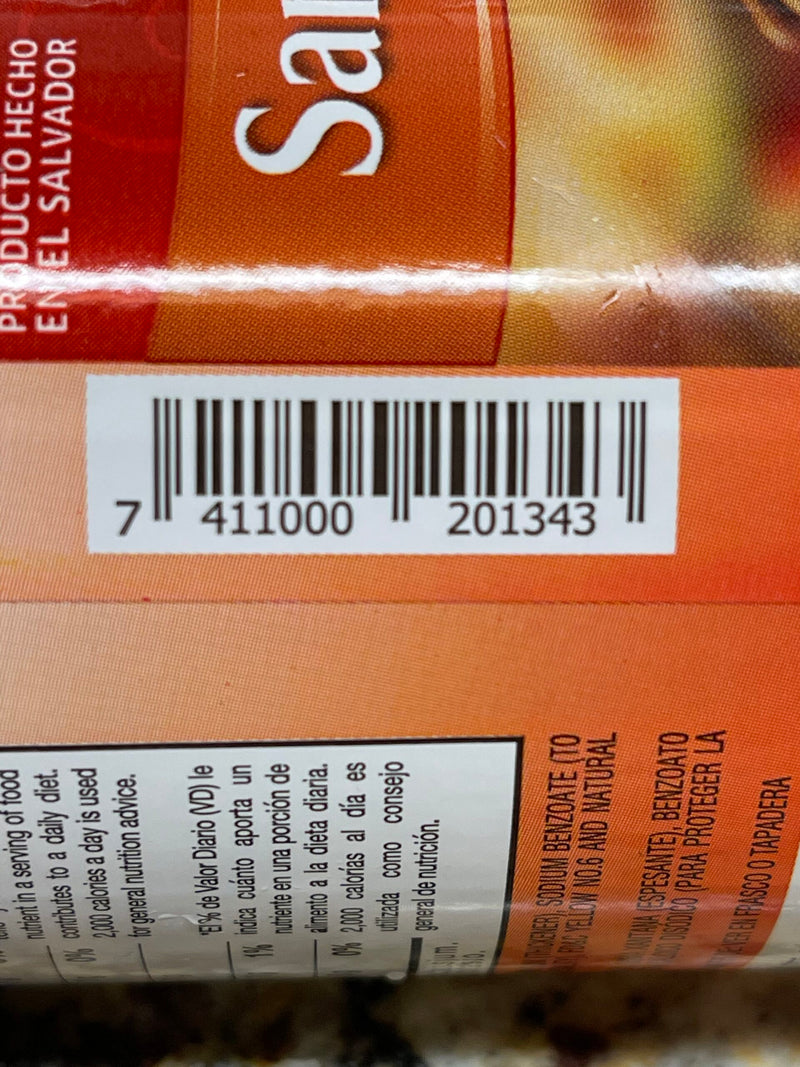 PRODUCTO HECHO
EN EL SALVADOR
7 411000 201343
nutrient in a serving of food
contributes to a daily diet.
2,000 calories a day is used
for general nutrition advice.
*El % de Valor Diario (VD) le
indica cuánto aporta un
nutriente en una porción de
alimento a la dieta diaria.
2,000 calorías al día es
utilizada como consejo
general de nutrición.
0%
1%
0%
SODIUM BENZOATE (TO
YELLOW NO.6 AND NATURAL
(ESPESANTE), BENZOATO
(PARA PROTEGER LA
FRASCO O TAPADERA